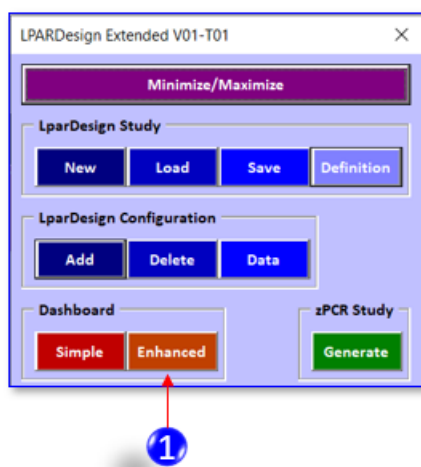 LPARDesign Extended V01-T01
Minimize/Maximize
LparDesign Study
New Load Save Definition
LparDesign Configuration
Add Delete Data
Dashboard zPCR Study
Simple Enhanced Generate
1